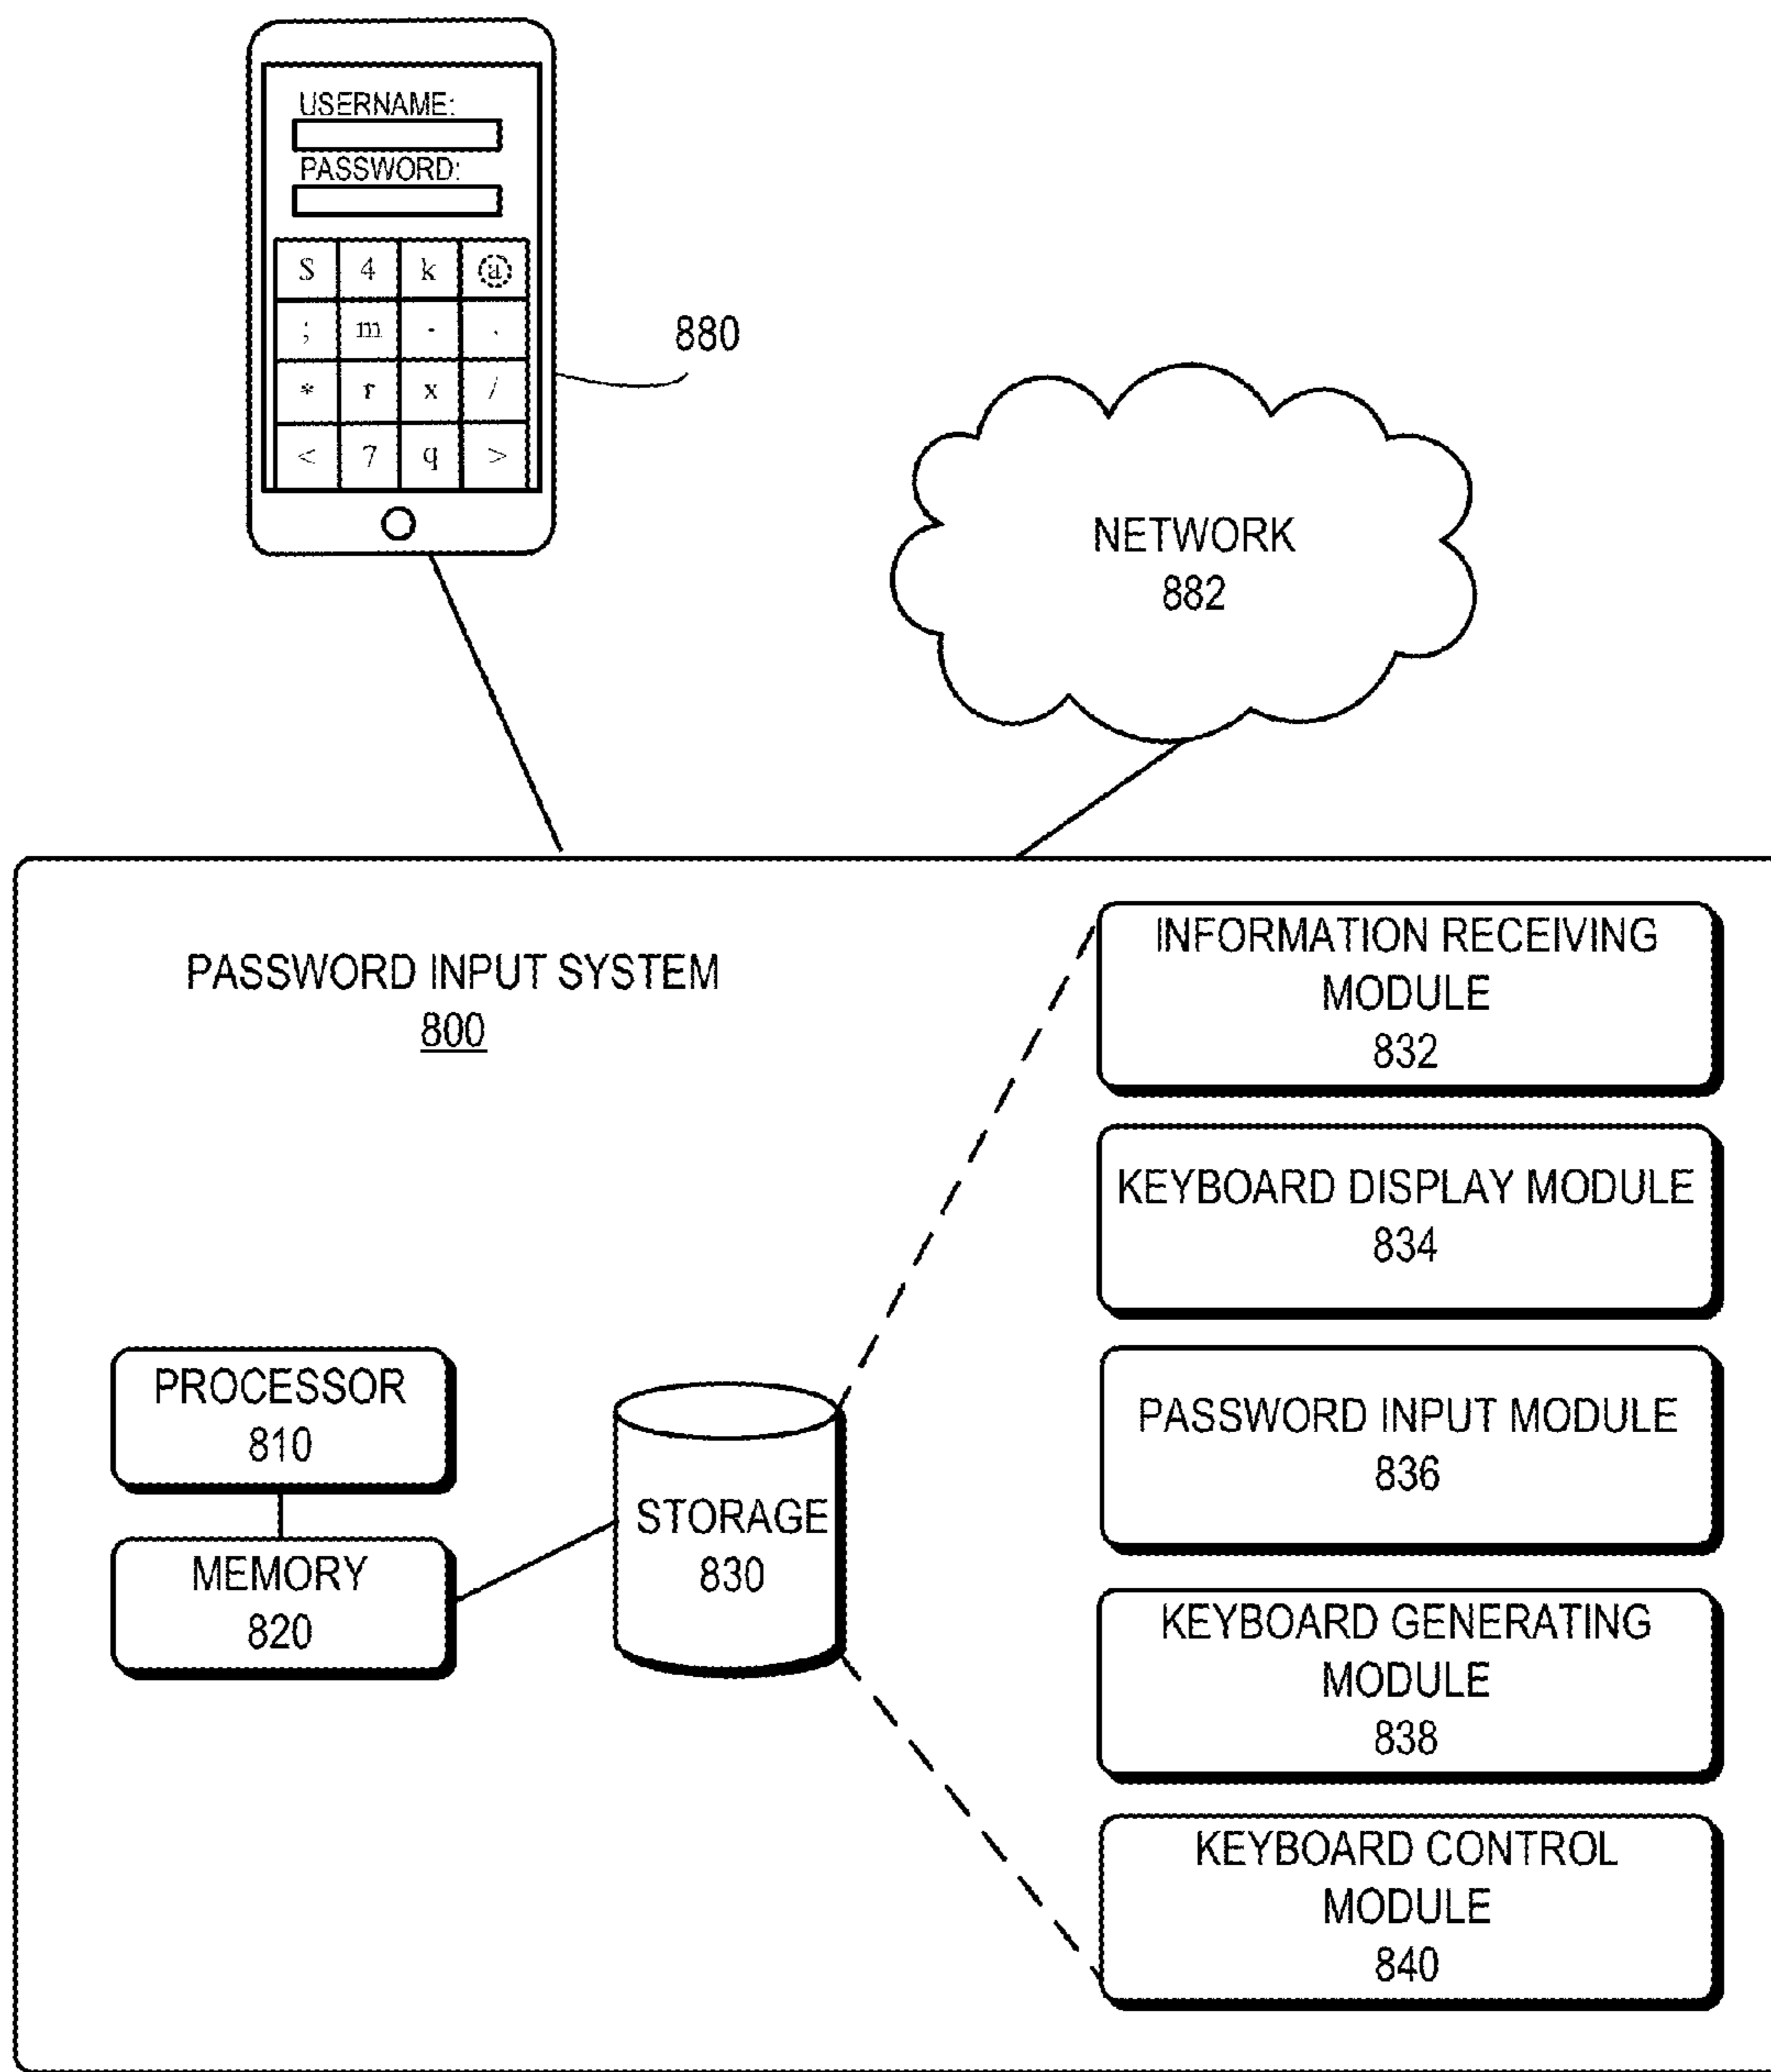 USERNAME:
PASSWORD:
S 4 k @
; m - .
* r x /
< 7 q >
880
NETWORK
882
PASSWORD INPUT SYSTEM
800
INFORMATION RECEIVING
MODULE
832
KEYBOARD DISPLAY MODULE
834
PASSWORD INPUT MODULE
836
PROCESSOR
810
MEMORY
820
STORAGE
830
KEYBOARD GENERATING
MODULE
838
KEYBOARD CONTROL
MODULE
840